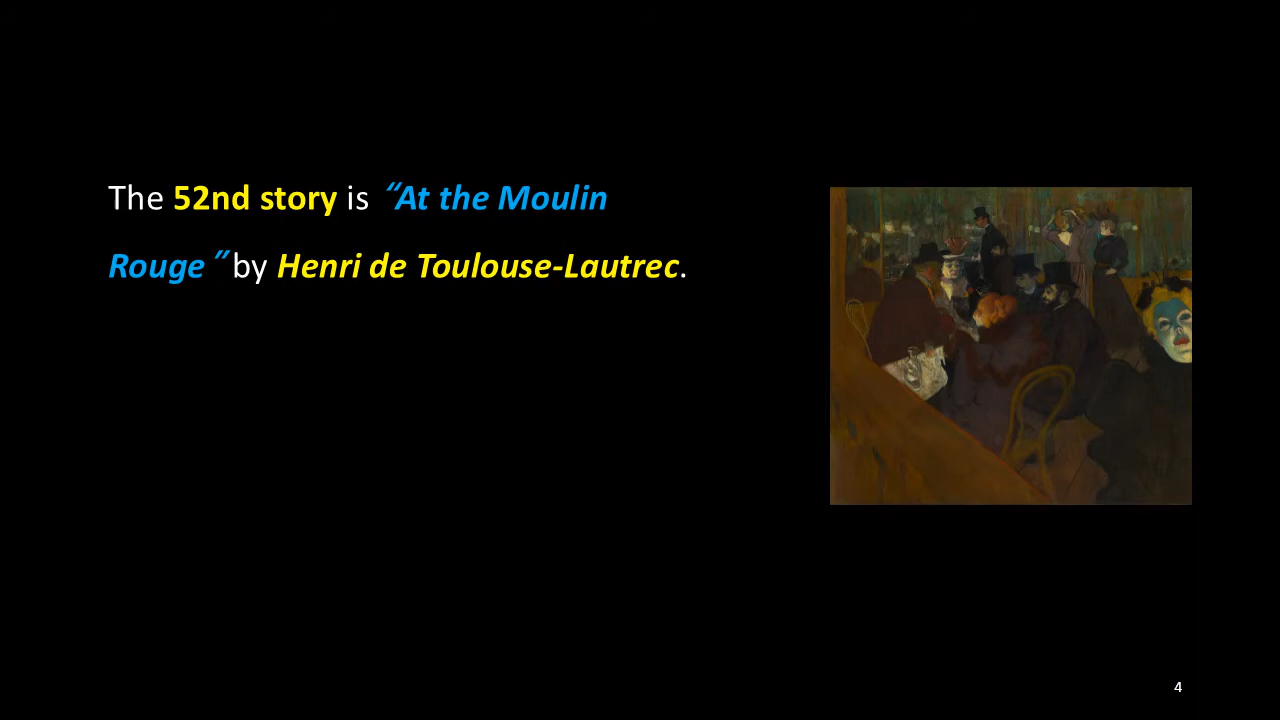 The 52nd story is “At the Moulin
Rouge” by Henri de Toulouse-Lautrec.
4